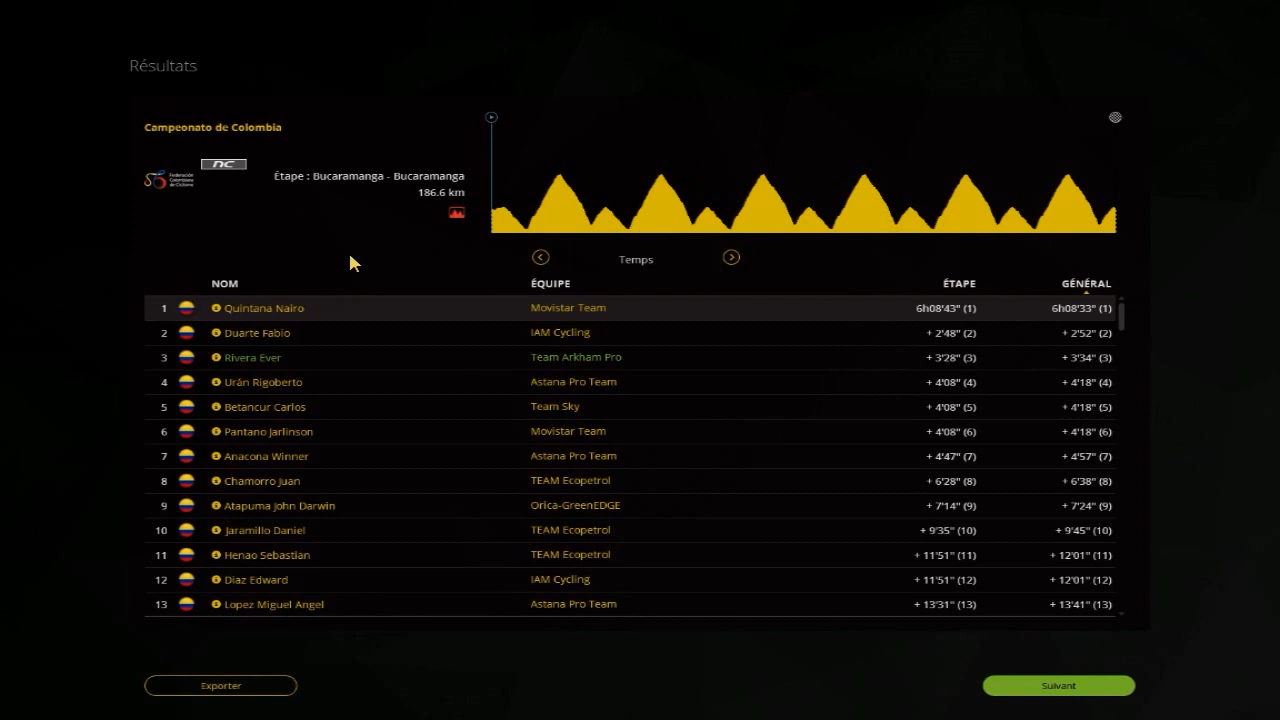 Résultats
Campeonato de Colombia
nc
Federación
Colombiana
de Ciclismo
Étape : Bucaramanga - Bucaramanga
186.6 km
Temps
NOM ÉQUIPE ÉTAPE GÉNÉRAL
1 Quintana Nairo Movistar Team 6h08'43" (1) 6h08'33" (1)
2 Duarte Fabio IAM Cycling + 2'48" (2) + 2'52" (2)
3 Rivera Ever Team Arkham Pro + 3'28" (3) + 3'34" (3)
4 Urán Rigoberto Astana Pro Team + 4'08" (4) + 4'18" (4)
5 Betancur Carlos Team Sky + 4'08" (5) + 4'18" (5)
6 Pantano Jarlinson Movistar Team + 4'08" (6) + 4'18" (6)
7 Anacona Winner Astana Pro Team + 4'47" (7) + 4'57" (7)
8 Chamorro Juan TEAM Ecopetrol + 6'28" (8) + 6'38" (8)
9 Atapuma John Darwin Orica-GreenEDGE + 7'14" (9) + 7'24" (9)
10 Jaramillo Daniel TEAM Ecopetrol + 9'35" (10) + 9'45" (10)
11 Henao Sebastian TEAM Ecopetrol + 11'51" (11) + 12'01" (11)
12 Diaz Edward IAM Cycling + 11'51" (12) + 12'01" (12)
13 Lopez Miguel Angel Astana Pro Team + 13'31" (13) + 13'41" (13)
Exporter
Suivant